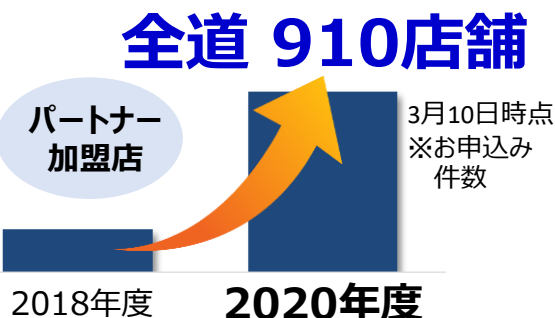 全道 910店舗
パートナー
加盟店
3月10日時点
※お申込み
件数
2018年度
2020年度